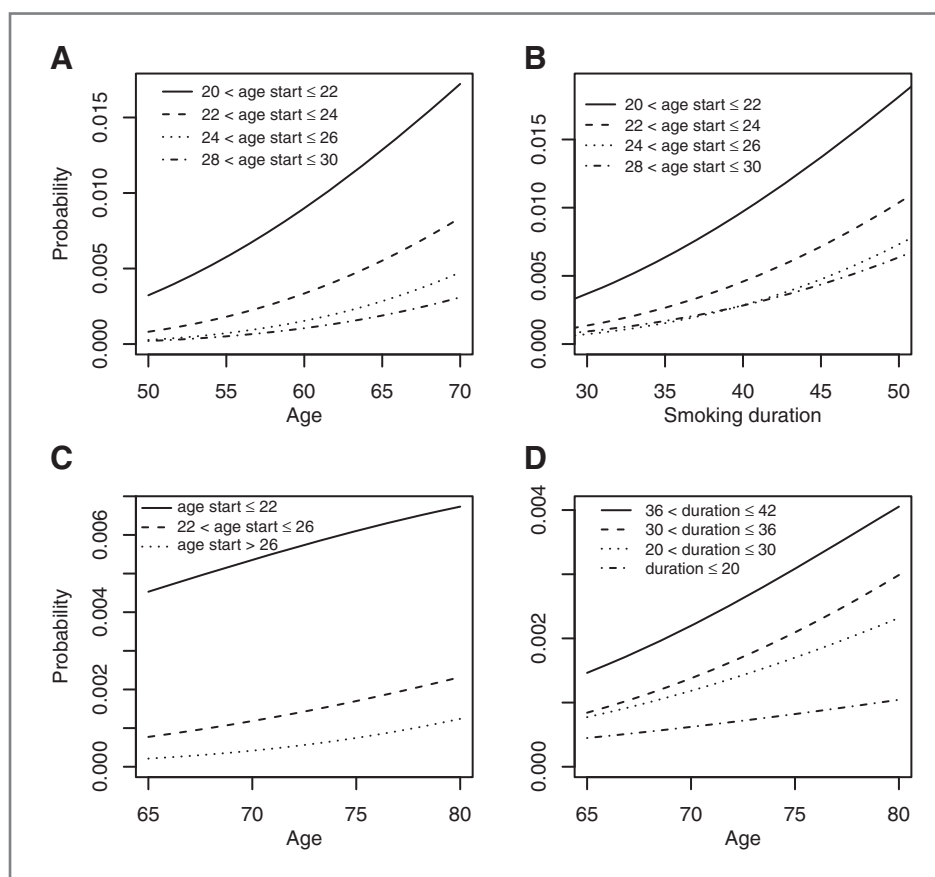 A
20 < age start ≤ 22
22 < age start ≤ 24
24 < age start ≤ 26
28 < age start ≤ 30
Probability
0.000 0.005 0.010 0.015
50 55 60 65 70
Age
B
20 < age start ≤ 22
22 < age start ≤ 24
24 < age start ≤ 26
28 < age start ≤ 30
0.000 0.005 0.010 0.015
30 35 40 45 50
Smoking duration
C
age start ≤ 22
22 < age start ≤ 26
age start > 26
Probability
0.000 0.002 0.004 0.006
65 70 75 80
Age
D
36 < duration ≤ 42
30 < duration ≤ 36
20 < duration ≤ 30
duration ≤ 20
0.000 0.002 0.004
65 70 75 80
Age